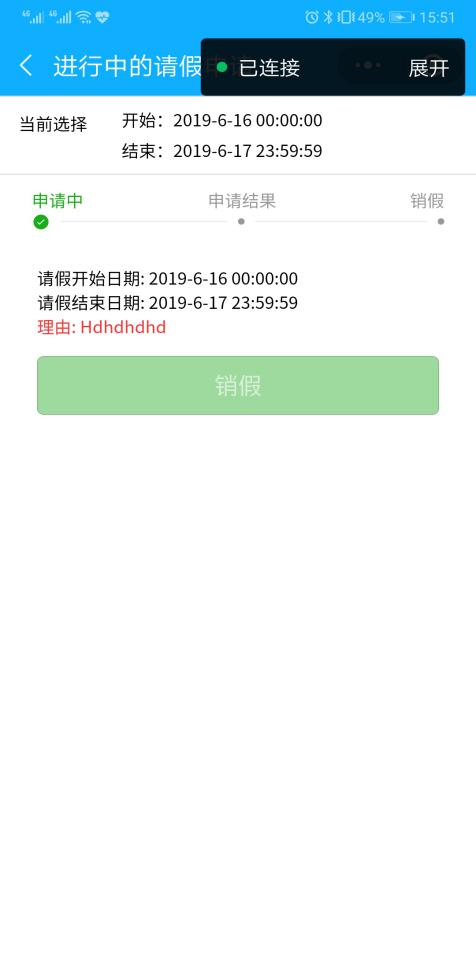 4G 4G 49% 15:51
进行中的请假
已连接 展开
当前选择 开始：2019-6-16 00:00:00
结束：2019-6-17 23:59:59
申请中 申请结果 销假
请假开始日期: 2019-6-16 00:00:00
请假结束日期: 2019-6-17 23:59:59
理由: Hdhdhdhd
销假